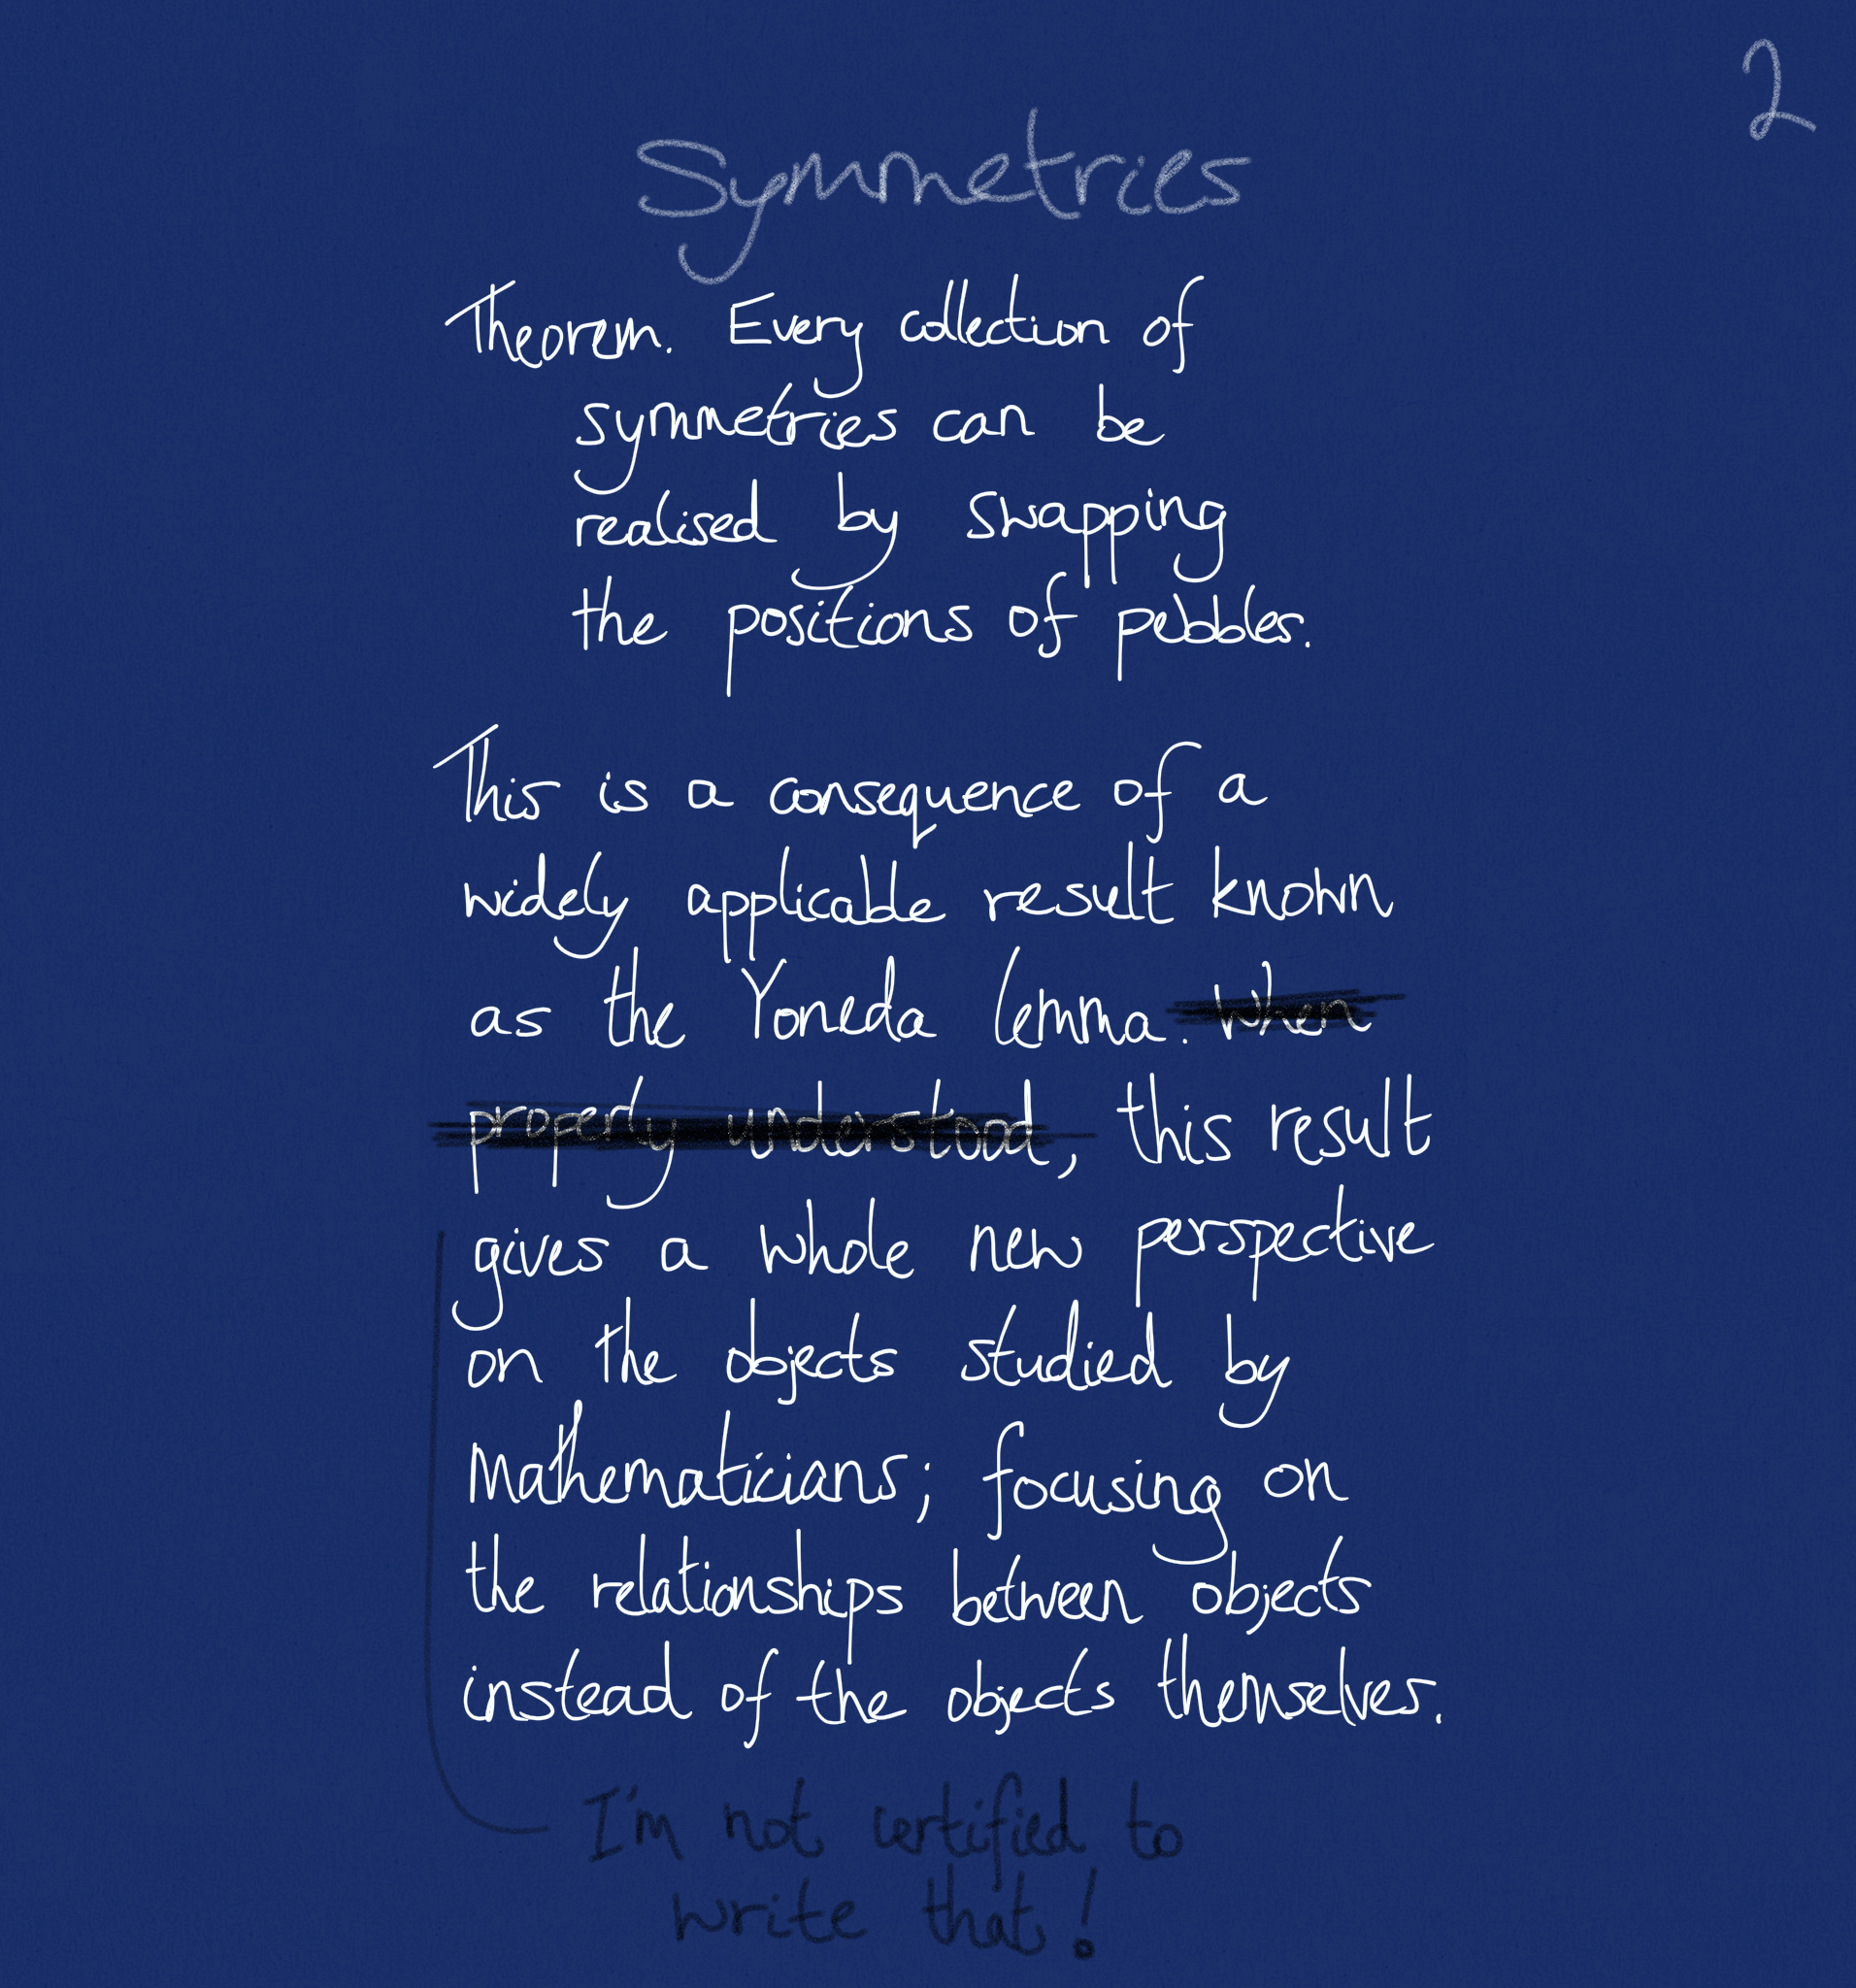 2
Symmetries
Theorem. Every collection of
symmetries can be
realised by swapping
the positions of pebbles.
This is a consequence of a
widely applicable result known
as the Yoneda lemma. When
properly understood, this result
gives a whole new perspective
on the objects studied by
Mathematicians; focusing on
the relationships between objects
instead of the objects themselves.
I'm not certified to
write that!